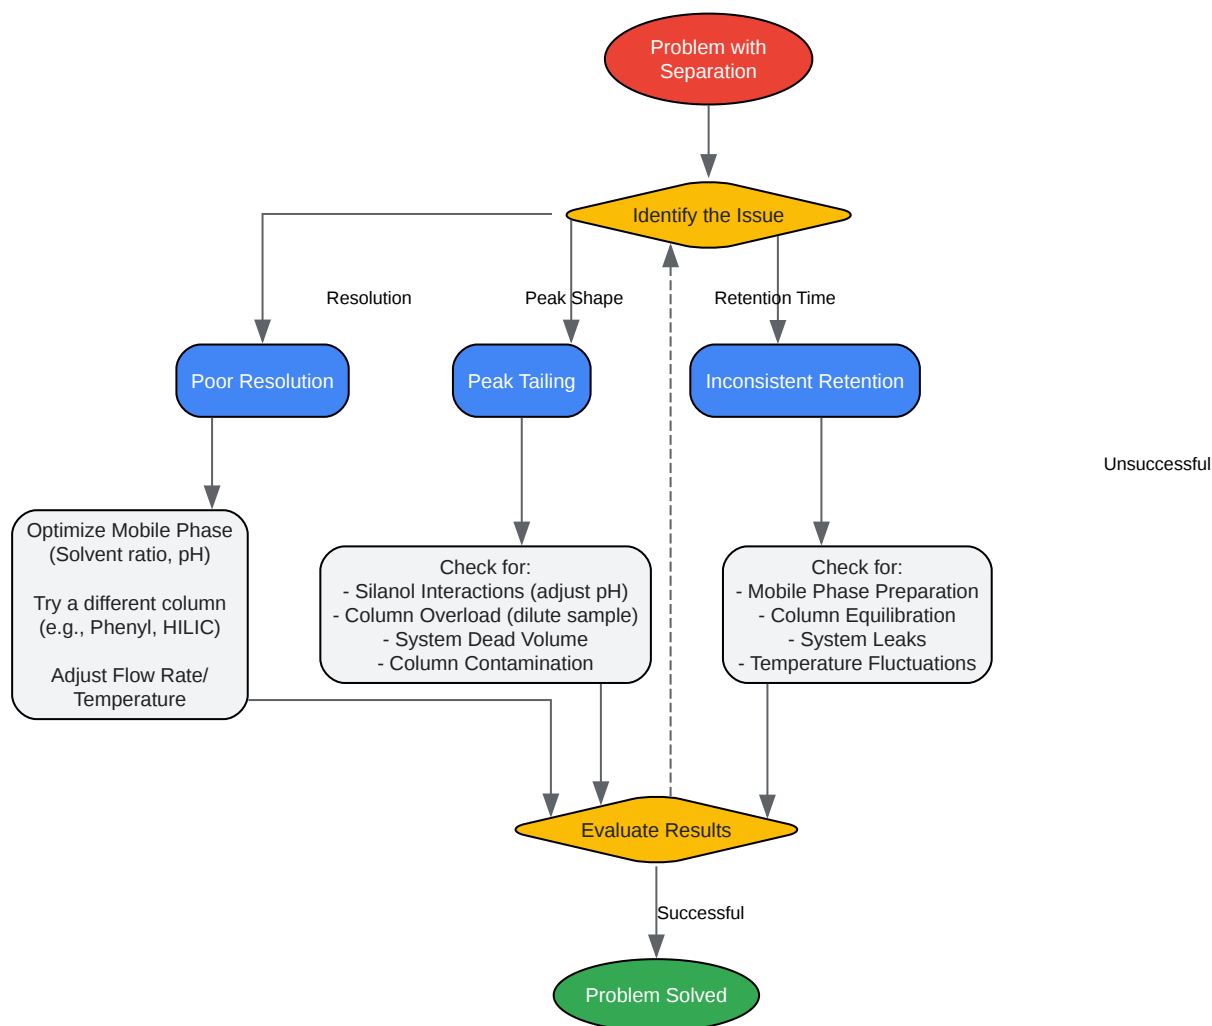 Problem with
Separation
Identify the Issue
Resolution
Peak Shape
Retention Time
Poor Resolution
Peak Tailing
Inconsistent Retention
Unsuccessful
Optimize Mobile Phase
(Solvent ratio, pH)
Try a different column
(e.g., Phenyl, HILIC)
Adjust Flow Rate/
Temperature
Check for:
- Silanol Interactions (adjust pH)
- Column Overload (dilute sample)
- System Dead Volume
- Column Contamination
Check for:
- Mobile Phase Preparation
- Column Equilibration
- System Leaks
- Temperature Fluctuations
Evaluate Results
Successful
Problem Solved